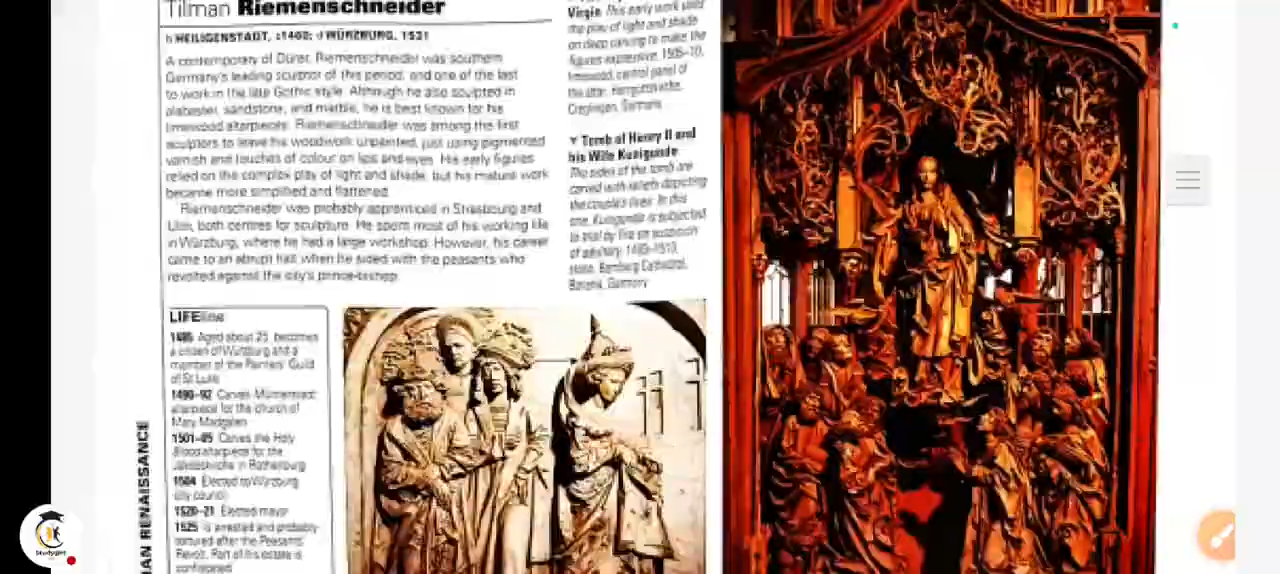 Tilman Riemenschneider
b HEILIGENSTADT, c1460; d WÜRZBURG, 1531
A contemporary of Dürer, Riemenschneider was southern
Germany's leading sculptor of this period, and one of the last
to work in the late Gothic style. Although he also sculpted in
alabaster, sandstone, and marble, he is best known for his
limewood altarpieces. Riemenschneider was among the first
sculptors to leave his woodwork unpainted, just using pigmented
varnish and touches of colour on lips and eyes. His early figures
relied on the complex play of light and shade, but his mature work
became more simplified and flattened.
Riemenschneider was probably apprenticed in Strasbourg and
Ulm, both centres for sculpture. He spent most of his working life
in Würzburg, where he had a large workshop. However, his career
came to an abrupt halt when he sided with the peasants who
revolted against the city's prince-bishop.
LIFEline
1485 Aged about 25, becomes
a citizen of Würzburg and a
member of the Painters' Guild
of St Luke
1490–92 Carves Münnerstadt
altarpiece for the church of
Mary Magdalen
1501–05 Carves the Holy
Blood altarpiece for the
Jakobskirche in Rothenburg
1504 Elected to Würzburg
city council
1520–21 Elected mayor
1525 Is arrested and probably
tortured after the Peasants'
Revolt. Part of his estate is
confiscated
Virgin This early work used
the play of light and shade
on deep carving to make the
figures expressive. 1505–10,
limewood, central panel of
the altar, Herrgottskirche,
Creglingen, Germany
▼ Tomb of Henry II and
his Wife Kunigunde
The sides of the tomb are
carved with reliefs depicting
the couple's lives. In this
one, Kunigunde is subjected
to trial by fire on suspicion
of adultery. 1499–1513,
stone, Bamberg Cathedral,
Bavaria, Germany
AN RENAISSANCE